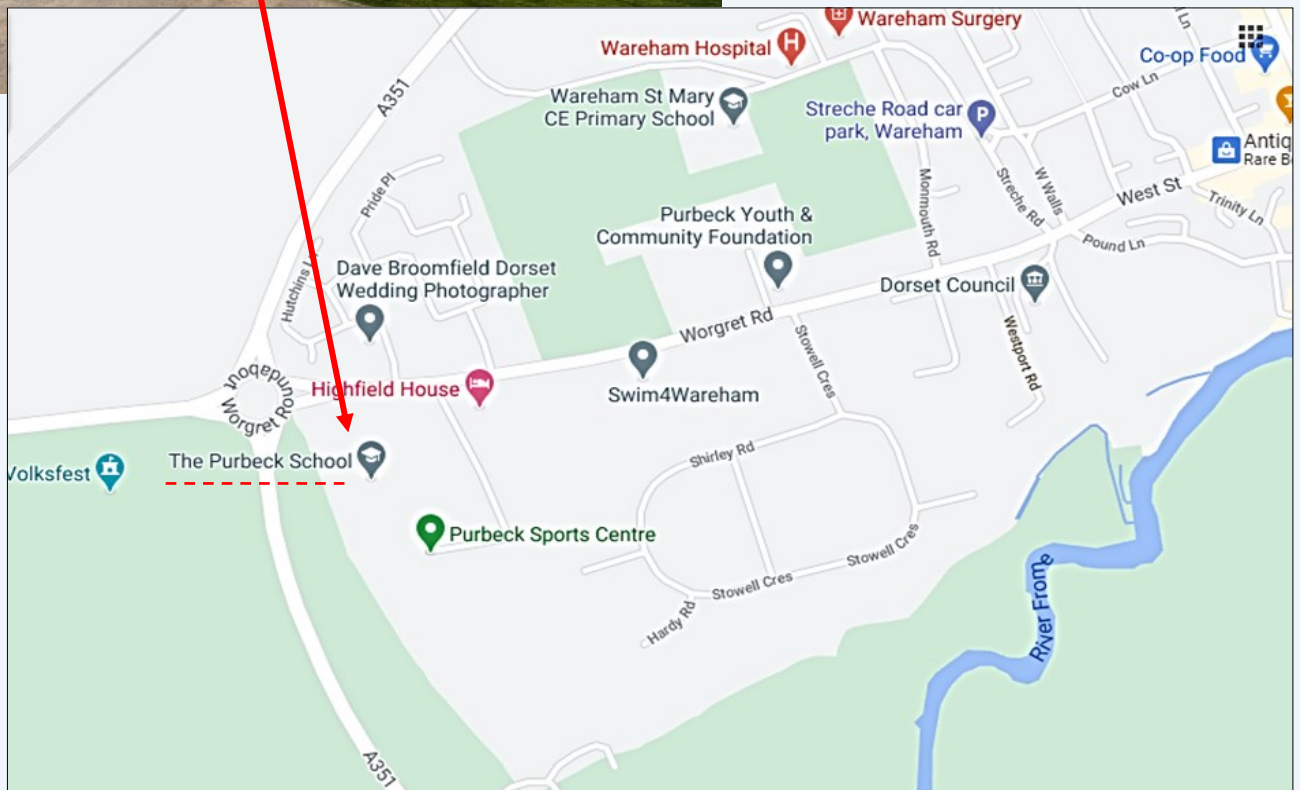 Wareham Surgery
Wareham Hospital
H
Co-op Food
A351
Wareham St Mary
CE Primary School
Streche Road car
park, Wareham
P
Cow Ln
Antiq
Rare B
Pride Pl
Monmouth Rd
Streche Rd
W Walls
West St
Trinity Ln
Purbeck Youth &
Community Foundation
Pound Ln
Dave Broomfield Dorset
Wedding Photographer
Dorset Council
Worgret Rd
Stowell Cres
Westport Rd
Highfield House
Swim4Wareham
Worgret Roundabout
Shirley Rd
The Purbeck School
Volksfest
Purbeck Sports Centre
Stowell Cres
Stowell Cres
Hardy Rd
River Frome
A351